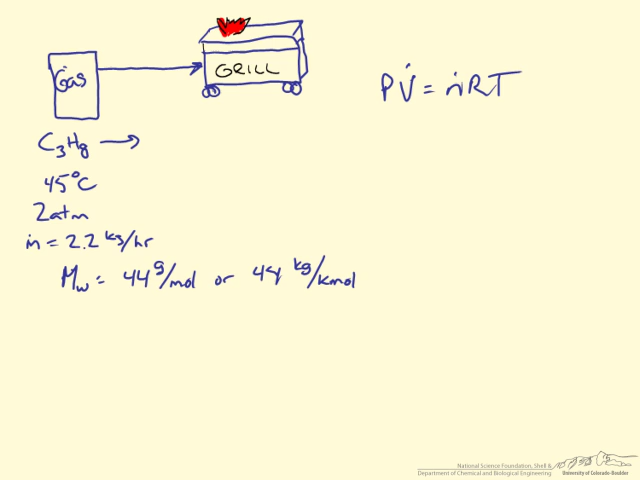 Gas
GRILL
PV̇ = ṅRT
C₃H₈ →
45°C
2atm
ṁ = 2.2 kg/hr
Mw = 44 g/mol or 44 kg/kmol
National Science Foundation, Shell &
Department of Chemical and Biological Engineering
University of Colorado-Boulder